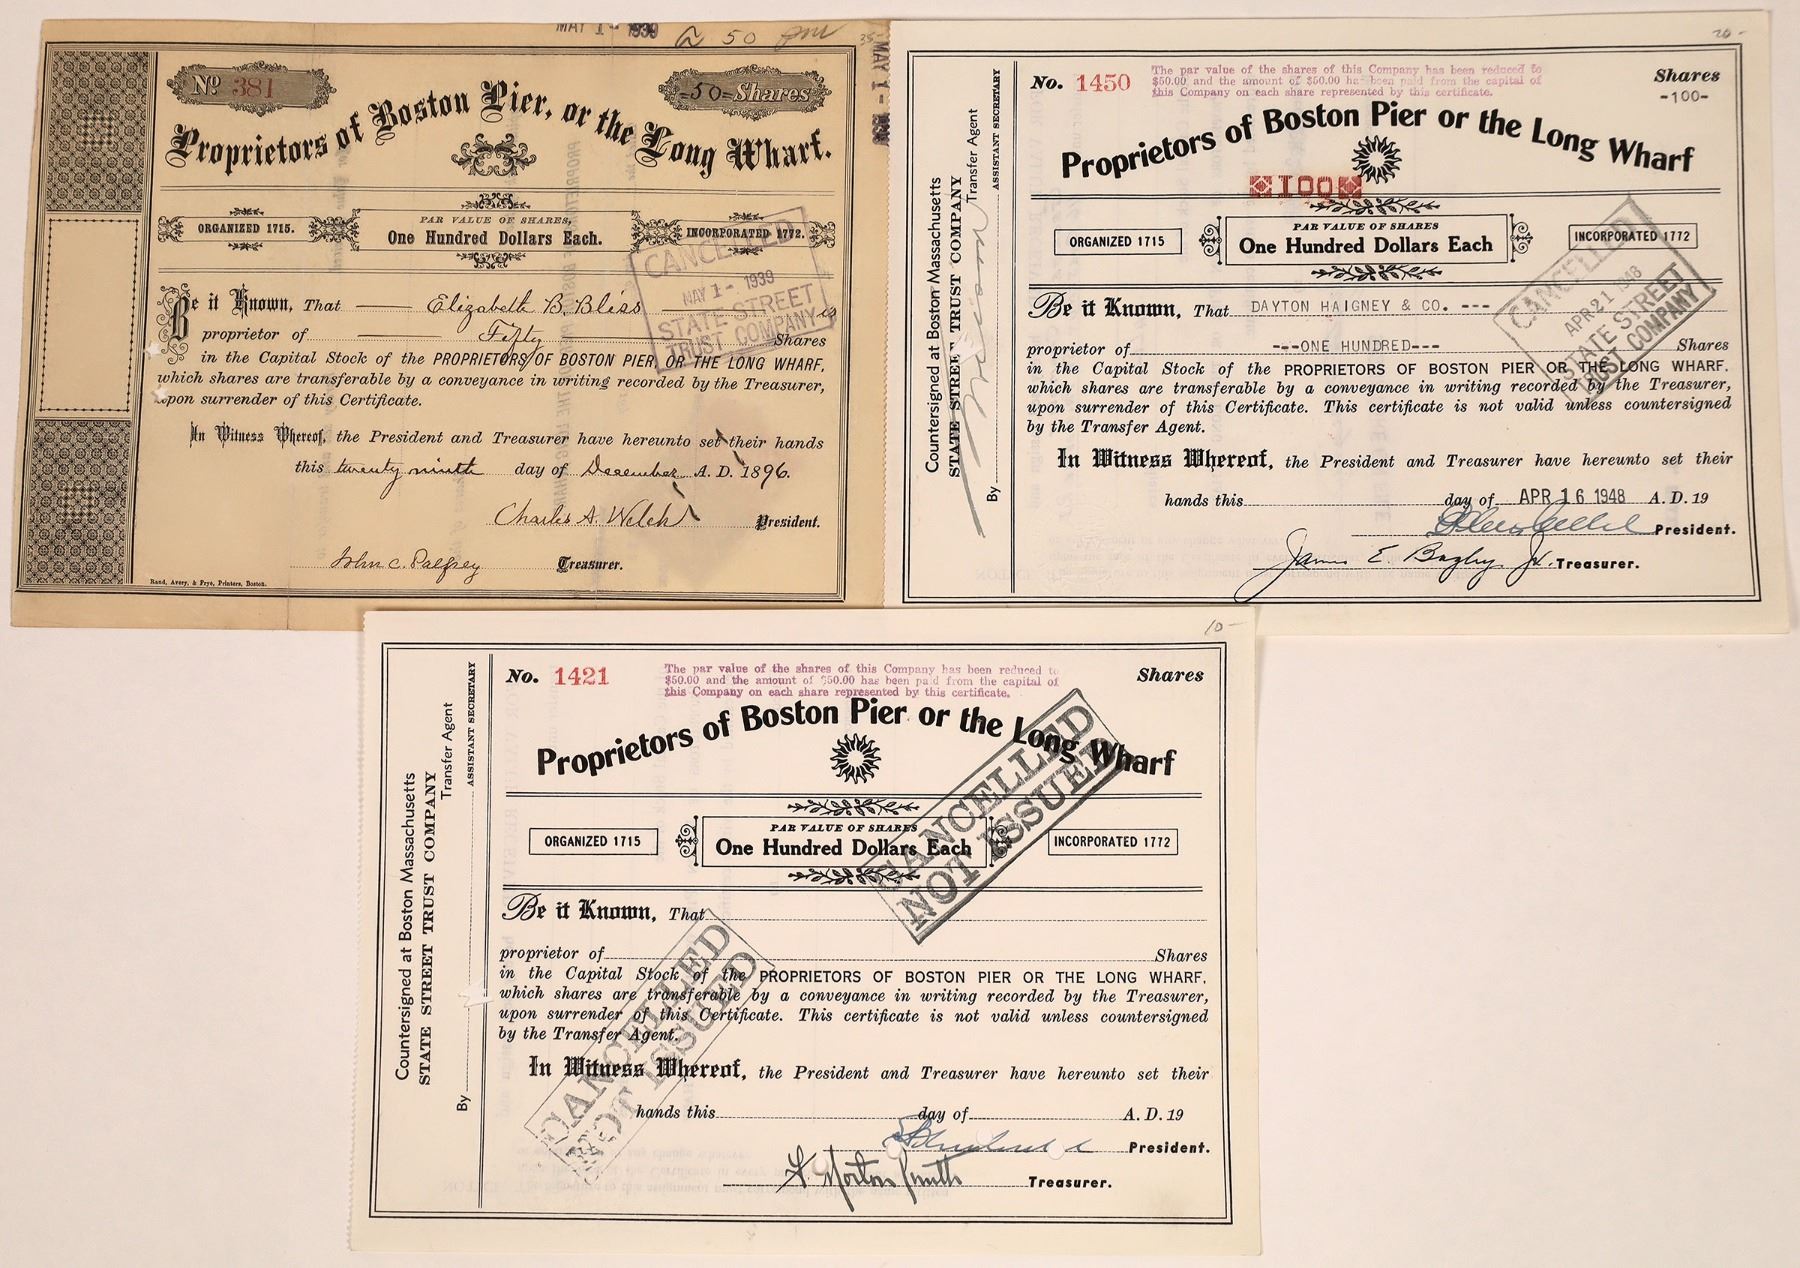 MAY 1 - 1939
50
MAY 1 - 1939
Nº 381
-50- Shares
Proprietors of Boston Pier, or the Long Wharf.
ORGANIZED 1715.
PAR VALUE OF SHARES,
One Hundred Dollars Each.
INCORPORATED 1772.
CANCELLED
MAY 1 - 1939
STATE STREET
TRUST COMPANY
Be it Known, That Elizabeth B. Bliss is
proprietor of Fifty Shares
in the Capital Stock of the PROPRIETORS OF BOSTON PIER, OR THE LONG WHARF,
which shares are transferable by a conveyance in writing recorded by the Treasurer,
upon surrender of this Certificate.
In Witness Whereof, the President and Treasurer have hereunto set their hands
this twenty ninth day of December A. D. 1896.
Charles A. Welch President.
John C. Palfrey Treasurer.
Rand, Avery, & Frye, Printers, Boston.
20-
No. 1450
The par value of the shares of this Company has been reduced to
$50.00 and the amount of $50.00 has been paid from the capital of
this Company on each share represented by this certificate.
Shares
-100-
Proprietors of Boston Pier or the Long Wharf
100
ORGANIZED 1715
PAR VALUE OF SHARES
One Hundred Dollars Each
INCORPORATED 1772
CANCELLED
APR 21 1948
STATE STREET
TRUST COMPANY
Be it Known, That DAYTON HAIGNEY & CO. ---
proprietor of ---ONE HUNDRED--- Shares
in the Capital Stock of the PROPRIETORS OF BOSTON PIER OR THE LONG WHARF,
which shares are transferable by a conveyance in writing recorded by the Treasurer,
upon surrender of this Certificate. This certificate is not valid unless countersigned
by the Transfer Agent.
In Witness Whereof, the President and Treasurer have hereunto set their
hands this day of APR 16 1948 A. D. 19
President.
James E. Bagley Jr. Treasurer.
Countersigned at Boston Massachusetts
STATE STREET TRUST COMPANY
Transfer Agent
By ASSISTANT SECRETARY
10-
No. 1421
The par value of the shares of this Company has been reduced to
$50.00 and the amount of $50.00 has been paid from the capital of
this Company on each share represented by this certificate.
Shares
Proprietors of Boston Pier or the Long Wharf
ORGANIZED 1715
PAR VALUE OF SHARES
One Hundred Dollars Each
INCORPORATED 1772
CANCELLED
NOT ISSUED
Be it Known, That
proprietor of Shares
in the Capital Stock of the PROPRIETORS OF BOSTON PIER OR THE LONG WHARF,
which shares are transferable by a conveyance in writing recorded by the Treasurer,
upon surrender of this Certificate. This certificate is not valid unless countersigned
by the Transfer Agent.
CANCELLED
NOT ISSUED
In Witness Whereof, the President and Treasurer have hereunto set their
hands this day of A. D. 19
President.
F. Morton Smith Treasurer.
Countersigned at Boston Massachusetts
STATE STREET TRUST COMPANY
Transfer Agent
By ASSISTANT SECRETARY